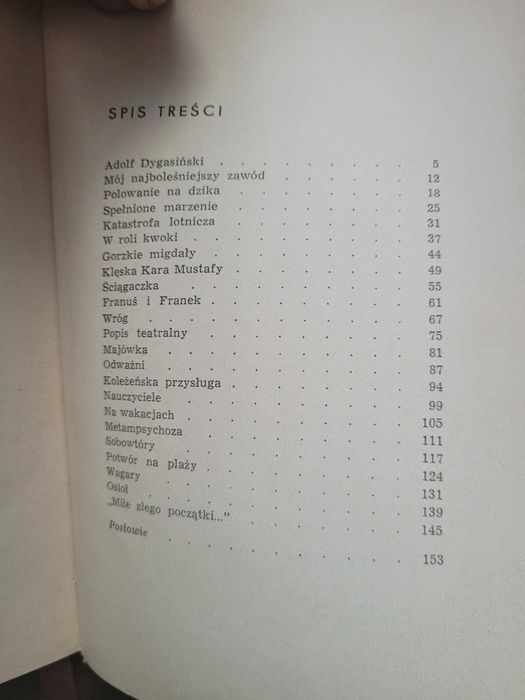 SPIS TREŚCI
Adolf Dygasiński . . . . . . . . 5
Mój najboleśniejszy zawód . . . . . 12
Polowanie na dzika . . . . . . . 18
Spełnione marzenie . . . . . . . 25
Katastrofa lotnicza . . . . . . . 31
W roli kwoki . . . . . . . . 37
Gorzkie migdały . . . . . . . . 44
Klęska Kara Mustafy . . . . . . 49
Ściągaczka . . . . . . . . 55
Franuś i Franek . . . . . . . . 61
Wróg . . . . . . . . . . 67
Popis teatralny . . . . . . . 75
Majówka . . . . . . . . . 81
Odważni . . . . . . . . . 87
Koleżeńska przysługa . . . . . . 94
Nauczyciele . . . . . . . . 99
Na wakacjach . . . . . . . . 105
Metampsychoza . . . . . . . 111
Sobowtóry . . . . . . . . 117
Potwór na plaży . . . . . . . 124
Wagary . . . . . . . . . 131
Osioł . . . . . . . . . 139
„Miłe złego początki..." . . . . . . 145
Posłowie . . . . . . . . 153